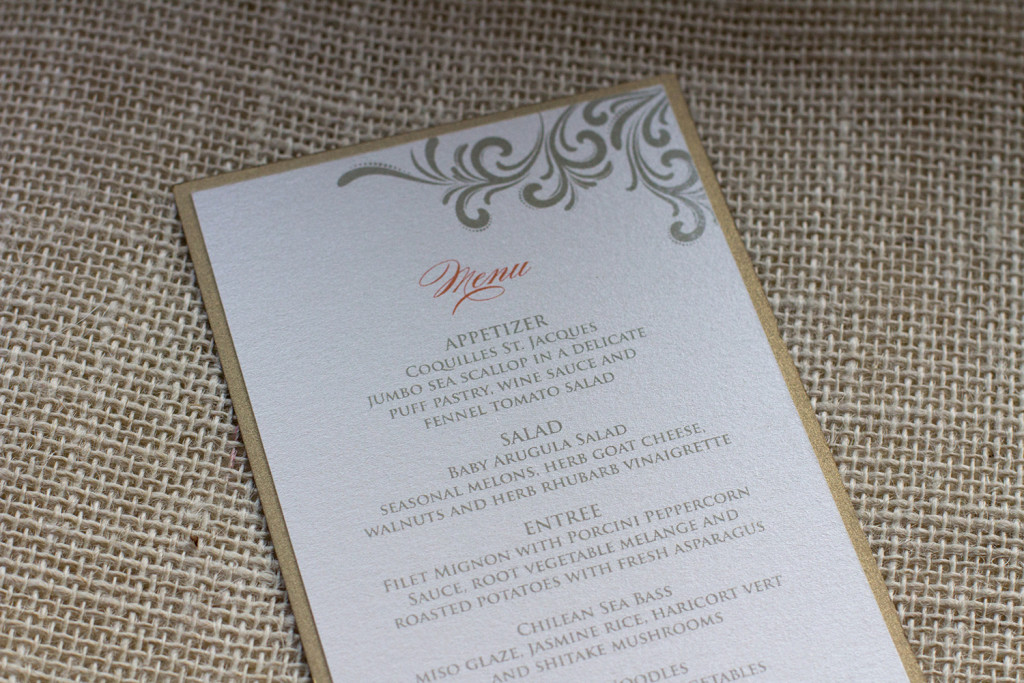 Menu
APPETIZER
COQUILLES ST. JACQUES
JUMBO SEA SCALLOP IN A DELICATE
PUFF PASTRY, WINE SAUCE AND
FENNEL TOMATO SALAD
SALAD
BABY ARUGULA SALAD
SEASONAL MELONS, HERB GOAT CHEESE,
WALNUTS AND HERB RHUBARB VINAIGRETTE
ENTREE
FILET MIGNON WITH PORCINI PEPPERCORN
SAUCE, ROOT VEGETABLE MELANGE AND
ROASTED POTATOES WITH FRESH ASPARAGUS
CHILEAN SEA BASS
MISO GLAZE, JASMINE RICE, HARICORT VERT
AND SHITAKE MUSHROOMS